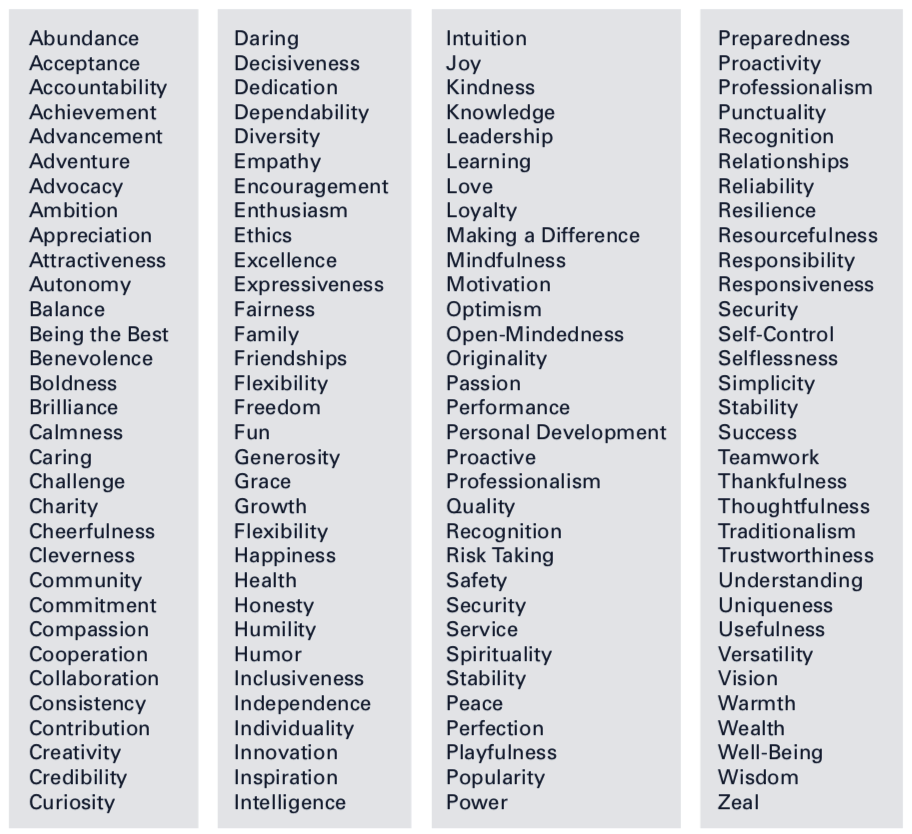 Abundance
Acceptance
Accountability
Achievement
Advancement
Adventure
Advocacy
Ambition
Appreciation
Attractiveness
Autonomy
Balance
Being the Best
Benevolence
Boldness
Brilliance
Calmness
Caring
Challenge
Charity
Cheerfulness
Cleverness
Community
Commitment
Compassion
Cooperation
Collaboration
Consistency
Contribution
Creativity
Credibility
Curiosity
Daring
Decisiveness
Dedication
Dependability
Diversity
Empathy
Encouragement
Enthusiasm
Ethics
Excellence
Expressiveness
Fairness
Family
Friendships
Flexibility
Freedom
Fun
Generosity
Grace
Growth
Flexibility
Happiness
Health
Honesty
Humility
Humor
Inclusiveness
Independence
Individuality
Innovation
Inspiration
Intelligence
Intuition
Joy
Kindness
Knowledge
Leadership
Learning
Love
Loyalty
Making a Difference
Mindfulness
Motivation
Optimism
Open-Mindedness
Originality
Passion
Performance
Personal Development
Proactive
Professionalism
Quality
Recognition
Risk Taking
Safety
Security
Service
Spirituality
Stability
Peace
Perfection
Playfulness
Popularity
Power
Preparedness
Proactivity
Professionalism
Punctuality
Recognition
Relationships
Reliability
Resilience
Resourcefulness
Responsibility
Responsiveness
Security
Self-Control
Selflessness
Simplicity
Stability
Success
Teamwork
Thankfulness
Thoughtfulness
Traditionalism
Trustworthiness
Understanding
Uniqueness
Usefulness
Versatility
Vision
Warmth
Wealth
Well-Being
Wisdom
Zeal